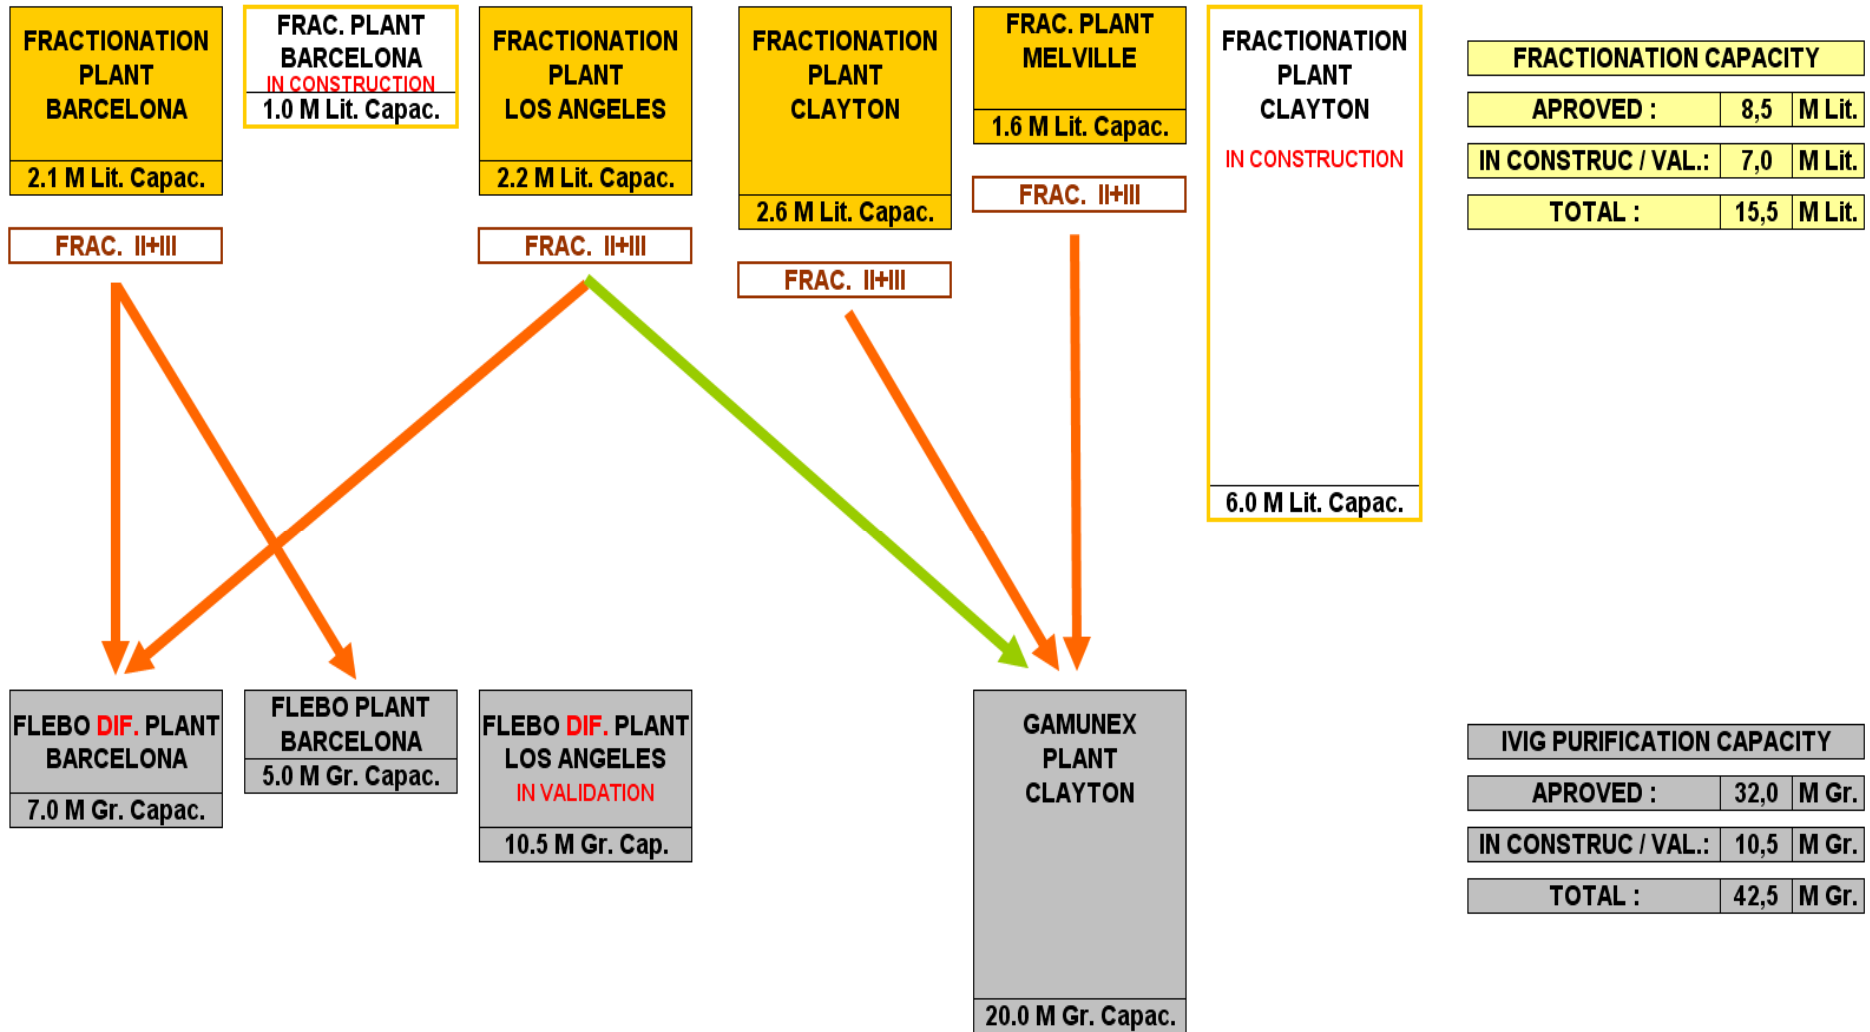 FRACTIONATION
PLANT
BARCELONA
2.1 M Lit. Capac.
FRAC. II+III
FRAC. PLANT
BARCELONA
IN CONSTRUCTION
1.0 M Lit. Capac.
FRACTIONATION
PLANT
LOS ANGELES
2.2 M Lit. Capac.
FRAC. II+III
FRACTIONATION
PLANT
CLAYTON
2.6 M Lit. Capac.
FRAC. II+III
FRAC. PLANT
MELVILLE
1.6 M Lit. Capac.
FRAC. II+III
FRACTIONATION
PLANT
CLAYTON
IN CONSTRUCTION
6.0 M Lit. Capac.
FRACTIONATION CAPACITY
APROVED : 8,5 M Lit.
IN CONSTRUC / VAL.: 7,0 M Lit.
TOTAL : 15,5 M Lit.
FLEBO DIF. PLANT
BARCELONA
7.0 M Gr. Capac.
FLEBO PLANT
BARCELONA
5.0 M Gr. Capac.
FLEBO DIF. PLANT
LOS ANGELES
IN VALIDATION
10.5 M Gr. Cap.
GAMUNEX
PLANT
CLAYTON
20.0 M Gr. Capac.
IVIG PURIFICATION CAPACITY
APROVED : 32,0 M Gr.
IN CONSTRUC / VAL.: 10,5 M Gr.
TOTAL : 42,5 M Gr.